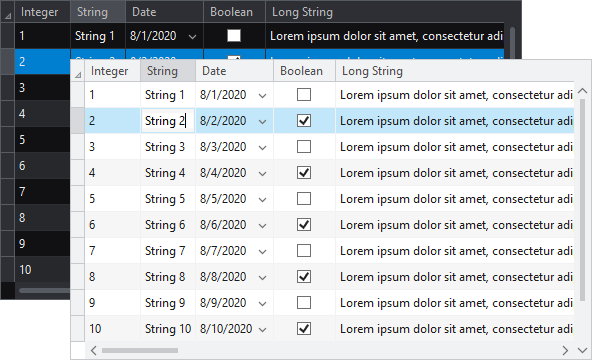 Integer String Date Boolean Long String
1 String 1 8/1/2020 Lorem ipsum dolor sit amet, consectetur adi
2
3
4
5
6
7
8
9
10
Integer String Date Boolean Long String
1 String 1 8/1/2020 Lorem ipsum dolor sit amet, consectetur adi
2 String 2 8/2/2020 Lorem ipsum dolor sit amet, consectetur adi
3 String 3 8/3/2020 Lorem ipsum dolor sit amet, consectetur adi
4 String 4 8/4/2020 Lorem ipsum dolor sit amet, consectetur adi
5 String 5 8/5/2020 Lorem ipsum dolor sit amet, consectetur adi
6 String 6 8/6/2020 Lorem ipsum dolor sit amet, consectetur adi
7 String 7 8/7/2020 Lorem ipsum dolor sit amet, consectetur adi
8 String 8 8/8/2020 Lorem ipsum dolor sit amet, consectetur adi
9 String 9 8/9/2020 Lorem ipsum dolor sit amet, consectetur adi
10 String 10 8/10/2020 Lorem ipsum dolor sit amet, consectetur adi